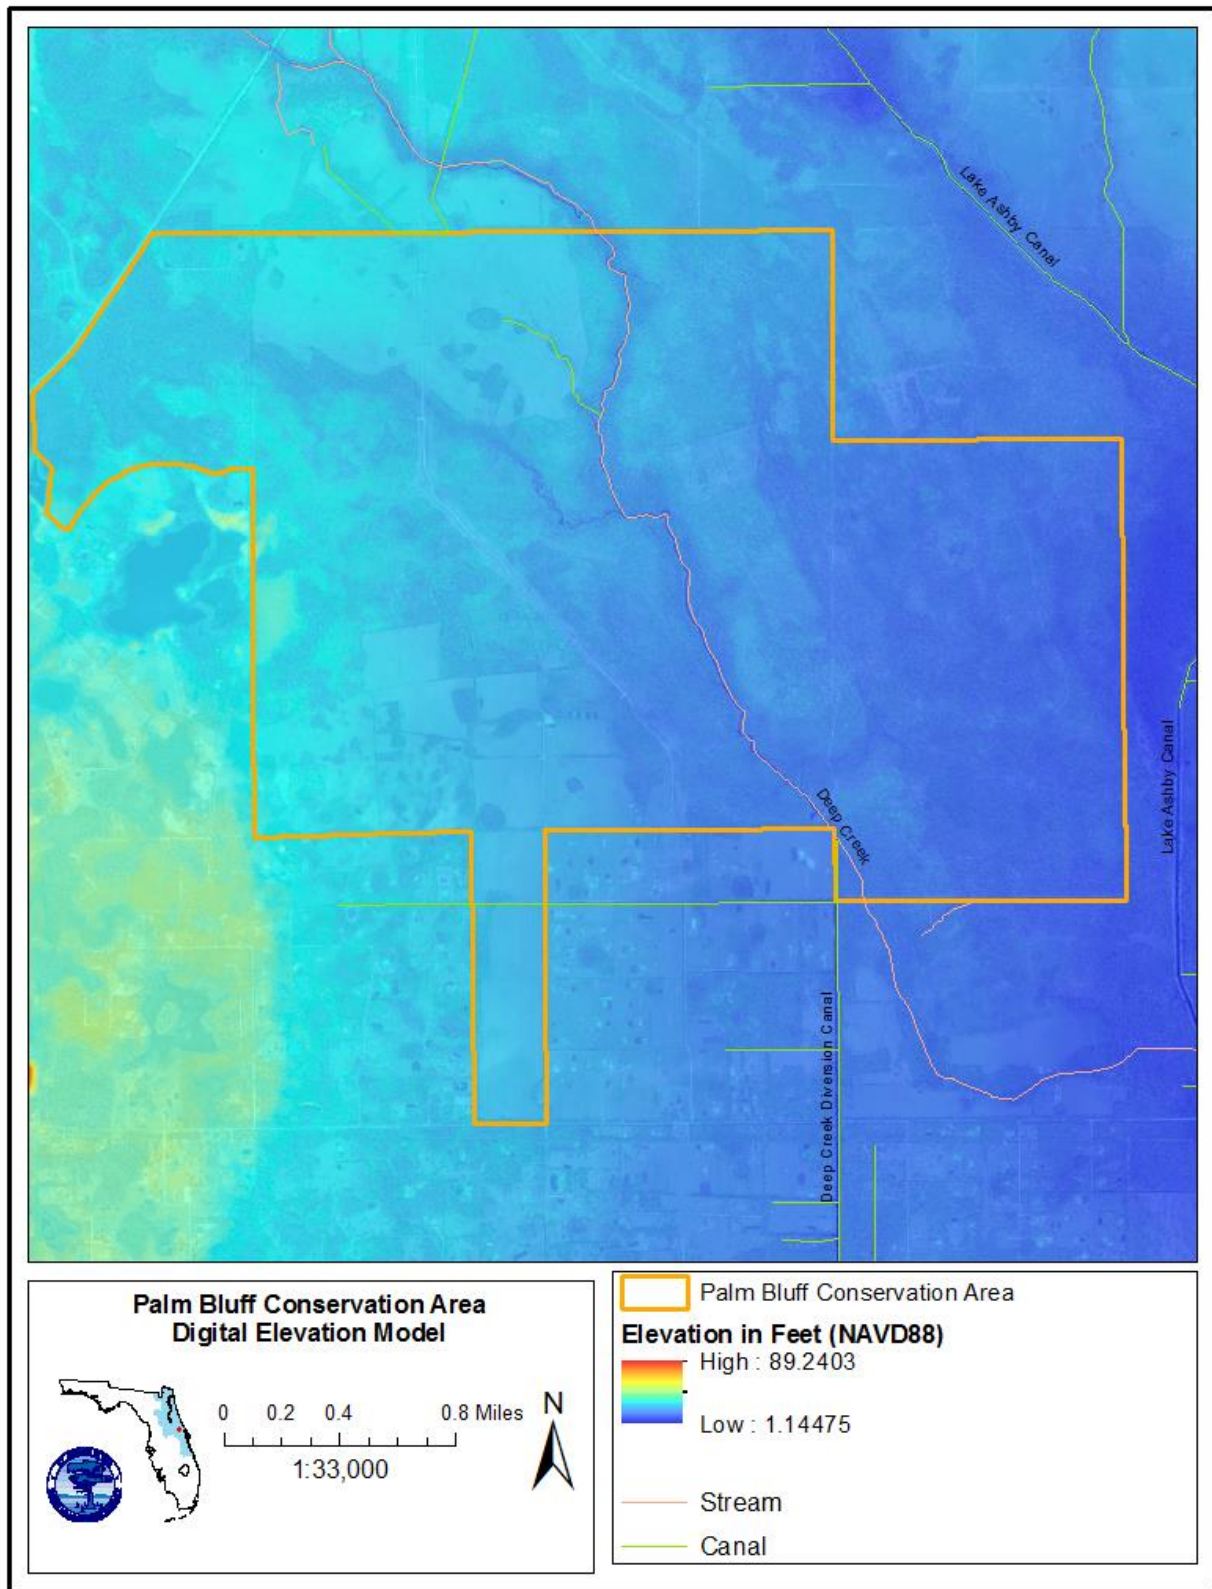 Lake Ashby Canal
Deep Creek
Lake Ashby Canal
Deep Creek Diversion Canal
Palm Bluff Conservation Area
Digital Elevation Model
0 0.2 0.4 0.8 Miles
1:33,000
N
Palm Bluff Conservation Area
Elevation in Feet (NAVD88)
High : 89.2403
Low : 1.14475
Stream
Canal